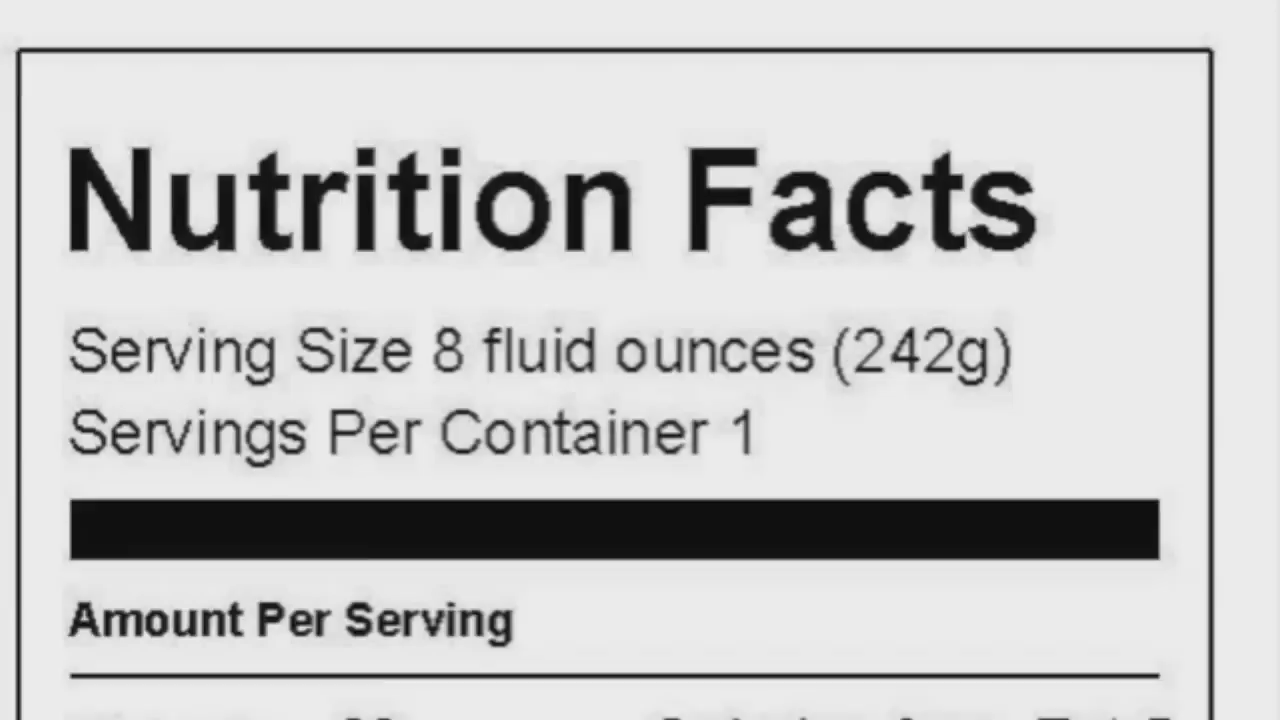 Nutrition Facts
Serving Size 8 fluid ounces (242g)
Servings Per Container 1
Amount Per Serving